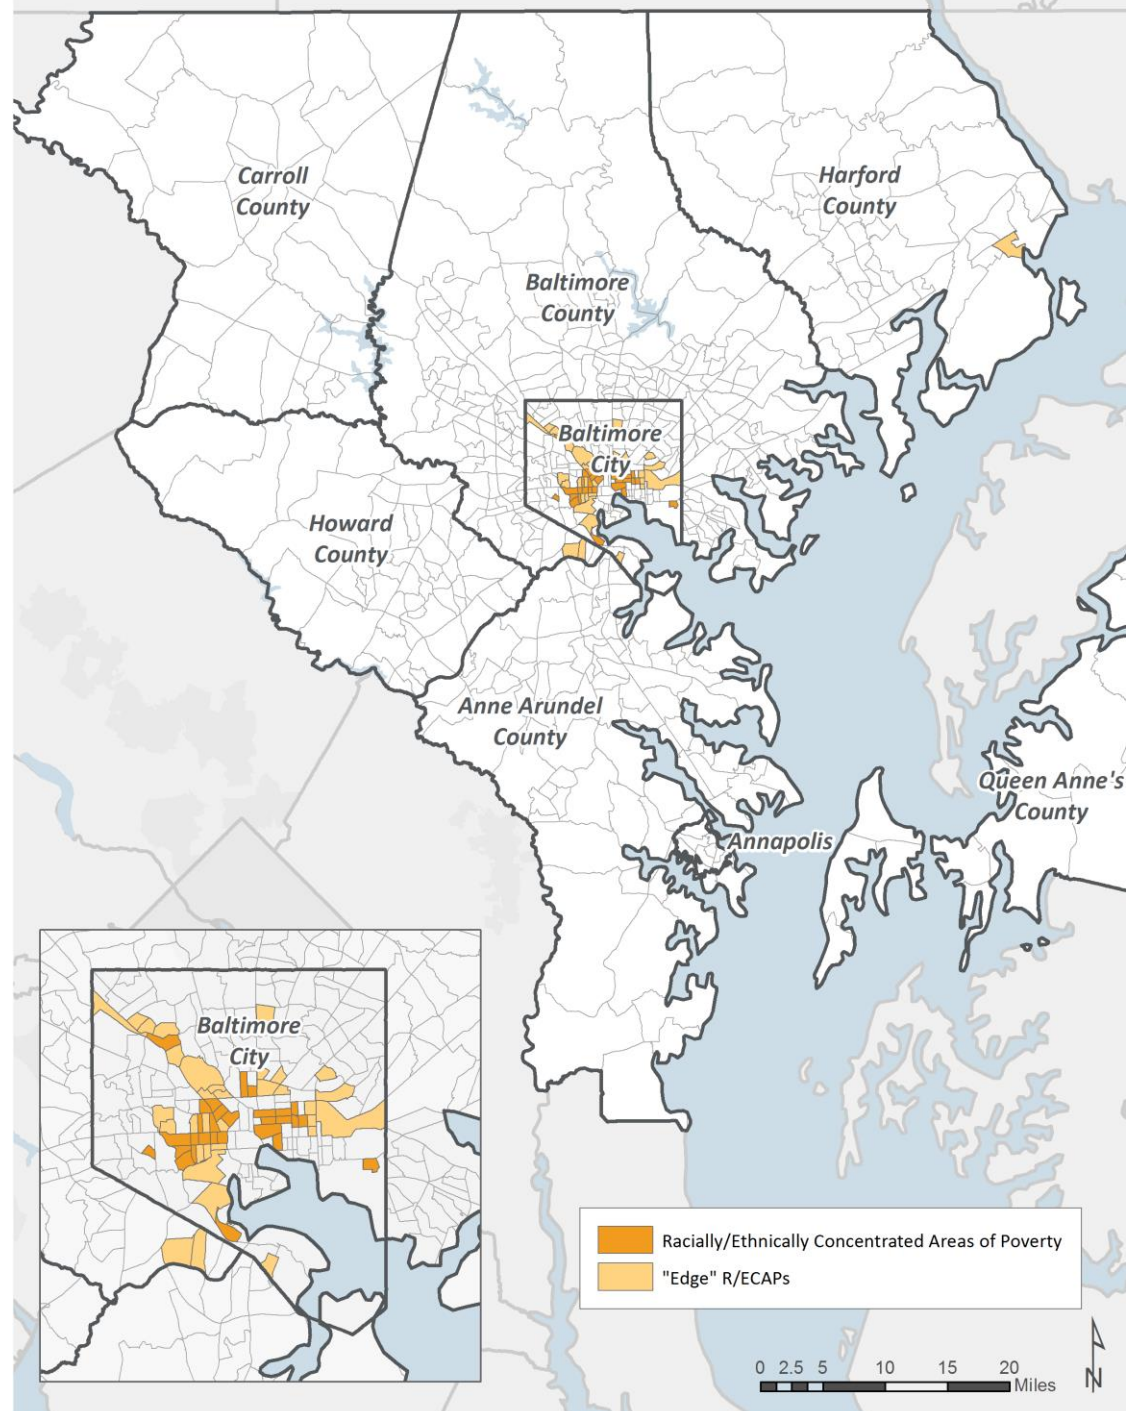 Carroll
County
Harford
County
Baltimore
County
Baltimore
City
Howard
County
Anne Arundel
County
Queen Anne's
County
Annapolis
Baltimore
City
Racially/Ethnically Concentrated Areas of Poverty
"Edge" R/ECAPs
0 2.5 5 10 15 20
Miles
N